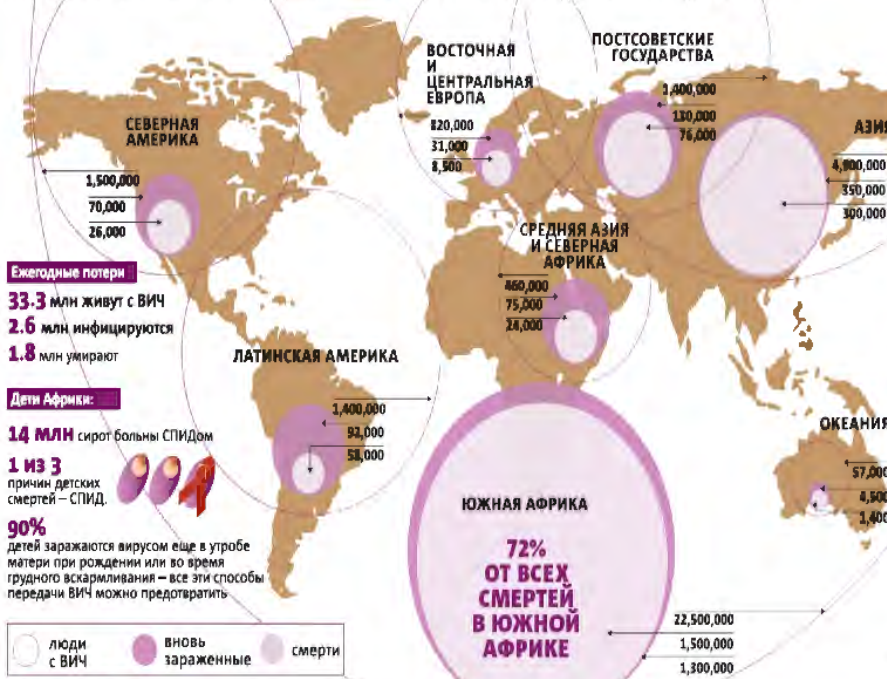 ВОСТОЧНАЯ
И
ЦЕНТРАЛЬНАЯ
ЕВРОПА
820,000
31,000
8,500
ПОСТСОВЕТСКИЕ
ГОСУДАРСТВА
1,400,000
130,000
76,000
АЗИЯ
4,900,000
350,000
300,000
СЕВЕРНАЯ
АМЕРИКА
1,500,000
70,000
26,000
СРЕДНЯЯ АЗИЯ
И СЕВЕРНАЯ
АФРИКА
460,000
75,000
24,000
Ежегодные потери
33.3 млн живут с ВИЧ
2.6 млн инфицируются
1.8 млн умирают
ЛАТИНСКАЯ АМЕРИКА
1,400,000
92,000
58,000
Дети Африки:
14 МЛН сирот больны СПИДом
1 ИЗ 3
причин детских
смертей – СПИД.
90%
детей заражаются вирусом еще в утробе
матери при рождении или во время
грудного вскармливания – все эти способы
передачи ВИЧ можно предотвратить
ОКЕАНИЯ
57,000
4,500
1,400
ЮЖНАЯ АФРИКА
72%
ОТ ВСЕХ
СМЕРТЕЙ
В ЮЖНОЙ
АФРИКЕ
22,500,000
1,500,000
1,300,000
люди
с ВИЧ
вновь
зараженные
смерти